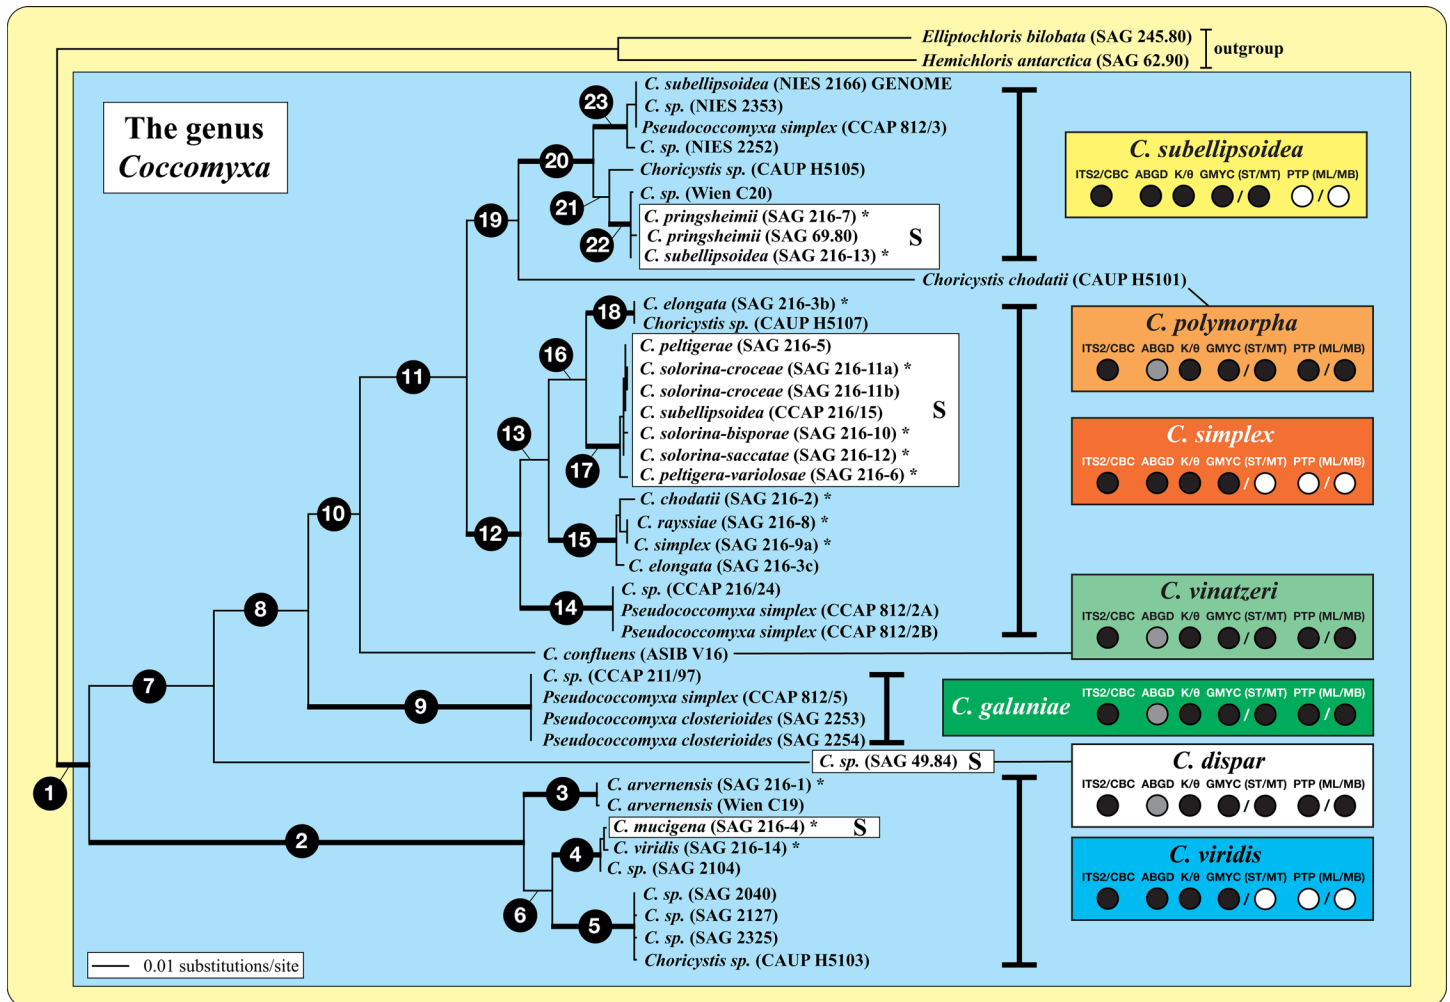 Elliptochloris bilobata (SAG 245.80)
Hemichloris antarctica (SAG 62.90)
outgroup
The genus
Coccomyxa
C. subellipsoidea (NIES 2166) GENOME
C. sp. (NIES 2353)
Pseudococcomyxa simplex (CCAP 812/3)
C. sp. (NIES 2252)
Choricystis sp. (CAUP H5105)
C. sp. (Wien C20)
C. pringsheimii (SAG 216-7) *
C. pringsheimii (SAG 69.80)
C. subellipsoidea (SAG 216-13) *
S
Choricystis chodatii (CAUP H5101)
C. elongata (SAG 216-3b) *
Choricystis sp. (CAUP H5107)
C. peltigerae (SAG 216-5)
C. solorina-croceae (SAG 216-11a) *
C. solorina-croceae (SAG 216-11b)
C. subellipsoidea (CCAP 216/15)
C. solorina-bisporae (SAG 216-10) *
C. solorina-saccatae (SAG 216-12) *
C. peltigera-variolosae (SAG 216-6) *
S
C. chodatii (SAG 216-2) *
C. rayssiae (SAG 216-8) *
C. simplex (SAG 216-9a) *
C. elongata (SAG 216-3c)
C. sp. (CCAP 216/24)
Pseudococcomyxa simplex (CCAP 812/2A)
Pseudococcomyxa simplex (CCAP 812/2B)
C. confluens (ASIB V16)
C. sp. (CCAP 211/97)
Pseudococcomyxa simplex (CCAP 812/5)
Pseudococcomyxa closterioides (SAG 2253)
Pseudococcomyxa closterioides (SAG 2254)
C. sp. (SAG 49.84) S
C. arvernensis (SAG 216-1) *
C. arvernensis (Wien C19)
C. mucigena (SAG 216-4) * S
C. viridis (SAG 216-14) *
C. sp. (SAG 2104)
C. sp. (SAG 2040)
C. sp. (SAG 2127)
C. sp. (SAG 2325)
Choricystis sp. (CAUP H5103)
23
20
21
19
22
18
16
11
13
17
10
12
15
14
8
7
9
1
3
2
4
6
5
0.01 substitutions/site
C. subellipsoidea
ITS2/CBC ABGD K/θ GMYC (ST/MT) PTP (ML/MB)
/ /
C. polymorpha
ITS2/CBC ABGD K/θ GMYC (ST/MT) PTP (ML/MB)
/ /
C. simplex
ITS2/CBC ABGD K/θ GMYC (ST/MT) PTP (ML/MB)
/ /
C. vinatzeri
ITS2/CBC ABGD K/θ GMYC (ST/MT) PTP (ML/MB)
/ /
C. galuniae
ITS2/CBC ABGD K/θ GMYC (ST/MT) PTP (ML/MB)
/ /
C. dispar
ITS2/CBC ABGD K/θ GMYC (ST/MT) PTP (ML/MB)
/ /
C. viridis
ITS2/CBC ABGD K/θ GMYC (ST/MT) PTP (ML/MB)
/ /